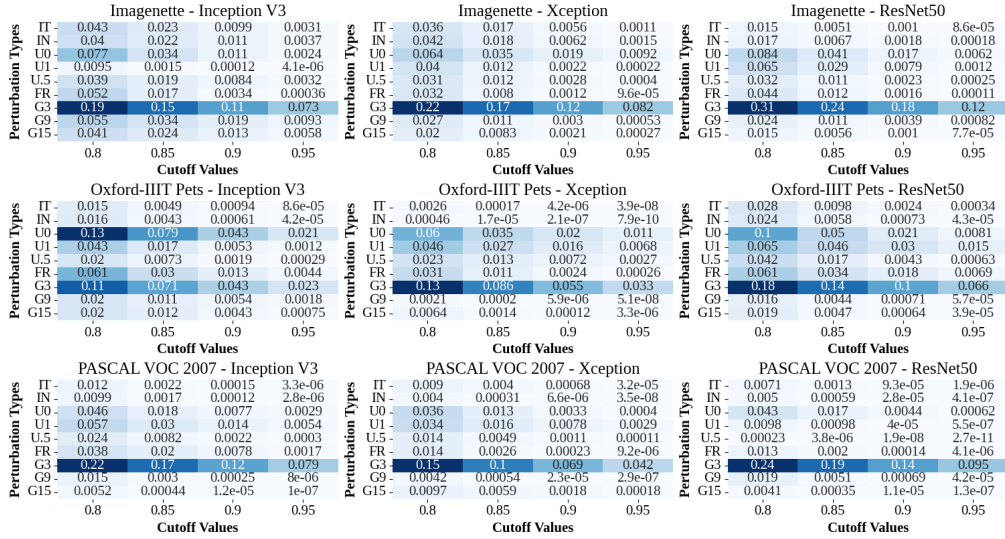 Imagenette - Inception V3
Perturbation Types
IT 0.043 0.023 0.0099 0.0031
IN 0.04 0.022 0.011 0.0037
U0 0.077 0.034 0.011 0.0024
U1 0.0095 0.0015 0.00012 4.1e-06
U.5 0.039 0.019 0.0084 0.0032
FR 0.052 0.017 0.0034 0.00036
G3 0.19 0.15 0.11 0.073
G9 0.055 0.034 0.019 0.0093
G15 0.041 0.024 0.013 0.0058
0.8 0.85 0.9 0.95
Cutoff Values
Imagenette - Xception
Perturbation Types
IT 0.036 0.017 0.0056 0.0011
IN 0.042 0.018 0.0062 0.0015
U0 0.064 0.035 0.019 0.0092
U1 0.04 0.012 0.0022 0.00022
U.5 0.031 0.012 0.0028 0.0004
FR 0.032 0.008 0.0012 9.6e-05
G3 0.22 0.17 0.12 0.082
G9 0.027 0.011 0.003 0.00053
G15 0.02 0.0083 0.0021 0.00027
0.8 0.85 0.9 0.95
Cutoff Values
Imagenette - ResNet50
Perturbation Types
IT 0.015 0.0051 0.001 8.6e-05
IN 0.017 0.0067 0.0018 0.00018
U0 0.084 0.041 0.017 0.0062
U1 0.065 0.029 0.0079 0.0012
U.5 0.032 0.011 0.0023 0.00025
FR 0.044 0.012 0.0016 0.00011
G3 0.31 0.24 0.18 0.12
G9 0.024 0.011 0.0039 0.00082
G15 0.015 0.0056 0.001 7.7e-05
0.8 0.85 0.9 0.95
Cutoff Values
Oxford-IIIT Pets - Inception V3
Perturbation Types
IT 0.015 0.0049 0.00094 8.6e-05
IN 0.016 0.0043 0.00061 4.2e-05
U0 0.13 0.079 0.043 0.021
U1 0.043 0.017 0.0053 0.0012
U.5 0.02 0.0073 0.0019 0.00029
FR 0.061 0.03 0.013 0.0044
G3 0.11 0.071 0.043 0.023
G9 0.02 0.011 0.0054 0.0018
G15 0.02 0.012 0.0043 0.00075
0.8 0.85 0.9 0.95
Cutoff Values
Oxford-IIIT Pets - Xception
Perturbation Types
IT 0.0026 0.00017 4.2e-06 3.9e-08
IN 0.00046 1.7e-05 2.1e-07 7.9e-10
U0 0.06 0.035 0.02 0.011
U1 0.046 0.027 0.016 0.0068
U.5 0.023 0.013 0.0072 0.0027
FR 0.031 0.011 0.0024 0.00026
G3 0.13 0.086 0.055 0.033
G9 0.0021 0.0002 5.9e-06 5.1e-08
G15 0.0064 0.0014 0.00012 3.3e-06
0.8 0.85 0.9 0.95
Cutoff Values
Oxford-IIIT Pets - ResNet50
Perturbation Types
IT 0.028 0.0098 0.0024 0.00034
IN 0.024 0.0058 0.00073 4.3e-05
U0 0.1 0.05 0.021 0.0081
U1 0.065 0.046 0.03 0.015
U.5 0.042 0.017 0.0043 0.00063
FR 0.061 0.034 0.018 0.0069
G3 0.18 0.14 0.1 0.066
G9 0.016 0.0044 0.00071 5.7e-05
G15 0.019 0.0047 0.00064 3.9e-05
0.8 0.85 0.9 0.95
Cutoff Values
PASCAL VOC 2007 - Inception V3
Perturbation Types
IT 0.012 0.0022 0.00015 3.3e-06
IN 0.0099 0.0017 0.00012 2.8e-06
U0 0.046 0.018 0.0077 0.0029
U1 0.057 0.03 0.014 0.0054
U.5 0.024 0.0082 0.0022 0.0003
FR 0.038 0.02 0.0078 0.0017
G3 0.22 0.17 0.12 0.079
G9 0.015 0.003 0.00025 8e-06
G15 0.0052 0.00044 1.2e-05 1e-07
0.8 0.85 0.9 0.95
Cutoff Values
PASCAL VOC 2007 - Xception
Perturbation Types
IT 0.009 0.004 0.00068 3.2e-05
IN 0.004 0.00031 6.6e-06 3.5e-08
U0 0.036 0.013 0.0033 0.0004
U1 0.034 0.016 0.0078 0.0029
U.5 0.014 0.0049 0.0011 0.00011
FR 0.014 0.0026 0.00023 9.2e-06
G3 0.15 0.1 0.069 0.042
G9 0.0042 0.00054 2.3e-05 2.9e-07
G15 0.0097 0.0059 0.0018 0.00018
0.8 0.85 0.9 0.95
Cutoff Values
PASCAL VOC 2007 - ResNet50
Perturbation Types
IT 0.0071 0.0013 9.3e-05 1.9e-06
IN 0.005 0.00059 2.8e-05 4.1e-07
U0 0.043 0.017 0.0044 0.00062
U1 0.0098 0.00098 4e-05 5.5e-07
U.5 0.00023 3.8e-06 1.9e-08 2.7e-11
FR 0.013 0.002 0.00014 4.1e-06
G3 0.24 0.19 0.14 0.095
G9 0.019 0.0051 0.00069 4.2e-05
G15 0.0041 0.00035 1.1e-05 1.3e-07
0.8 0.85 0.9 0.95
Cutoff Values